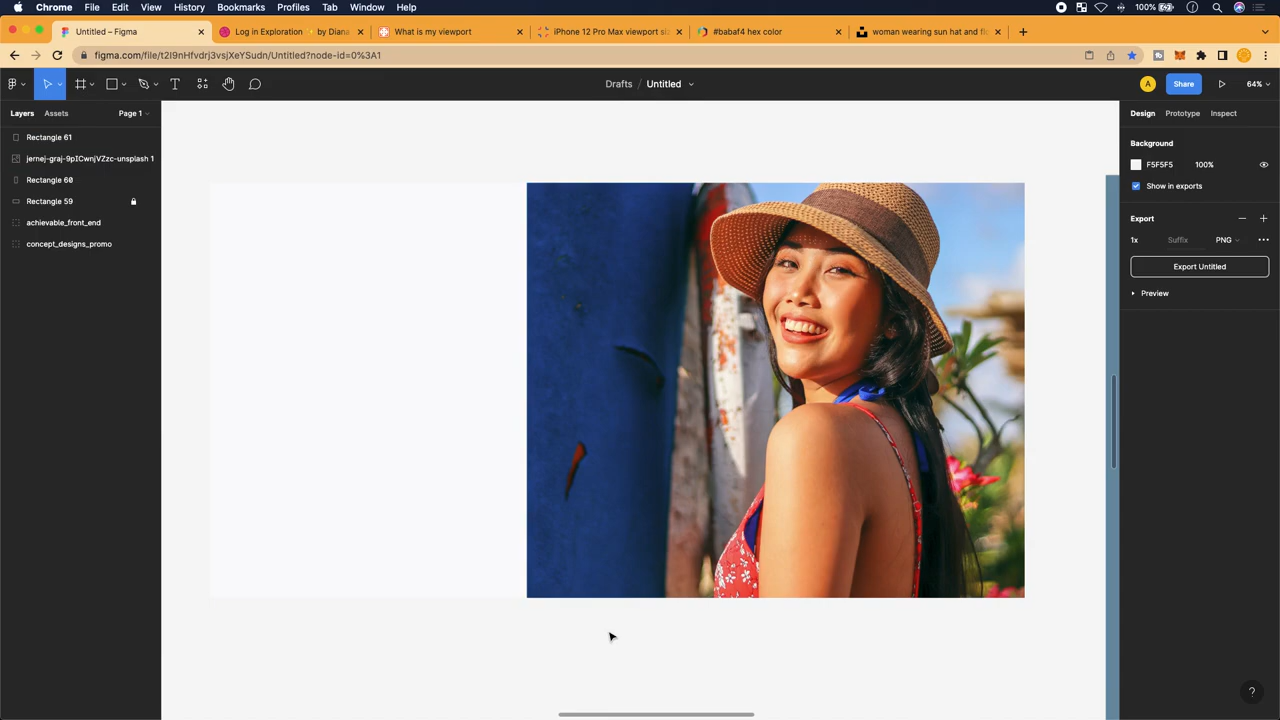 Chrome File Edit View History Bookmarks Profiles Tab Window Help 100%
Untitled – Figma Log in Exploration by Diana What is my viewport iPhone 12 Pro Max viewport si #babaf4 hex color woman wearing sun hat and fl
figma.com/file/t2I9nHfvdrj3vsjXeYSudn/Untitled?node-id=0%3A1
Drafts / Untitled A Share 64%
Layers Assets Page 1 Design Prototype Inspect
Rectangle 61
jernej-graj-9pICwnjVZzc-unsplash 1
Rectangle 60
Rectangle 59
achievable_front_end
concept_designs_promo
Background
F5F5F5 100%
Show in exports
Export
1x Suffix PNG
Export Untitled
Preview
?